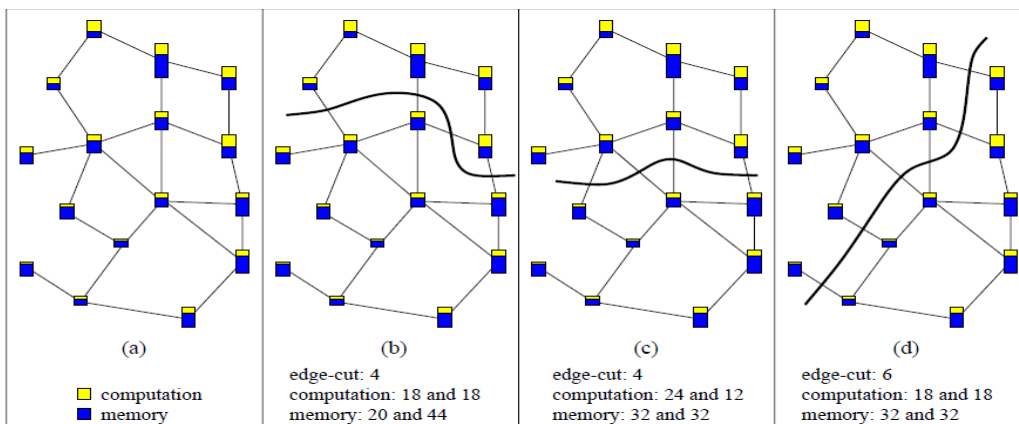 (a)
computation
memory
(b)
edge-cut: 4
computation: 18 and 18
memory: 20 and 44
(c)
edge-cut: 4
computation: 24 and 12
memory: 32 and 32
(d)
edge-cut: 6
computation: 18 and 18
memory: 32 and 32